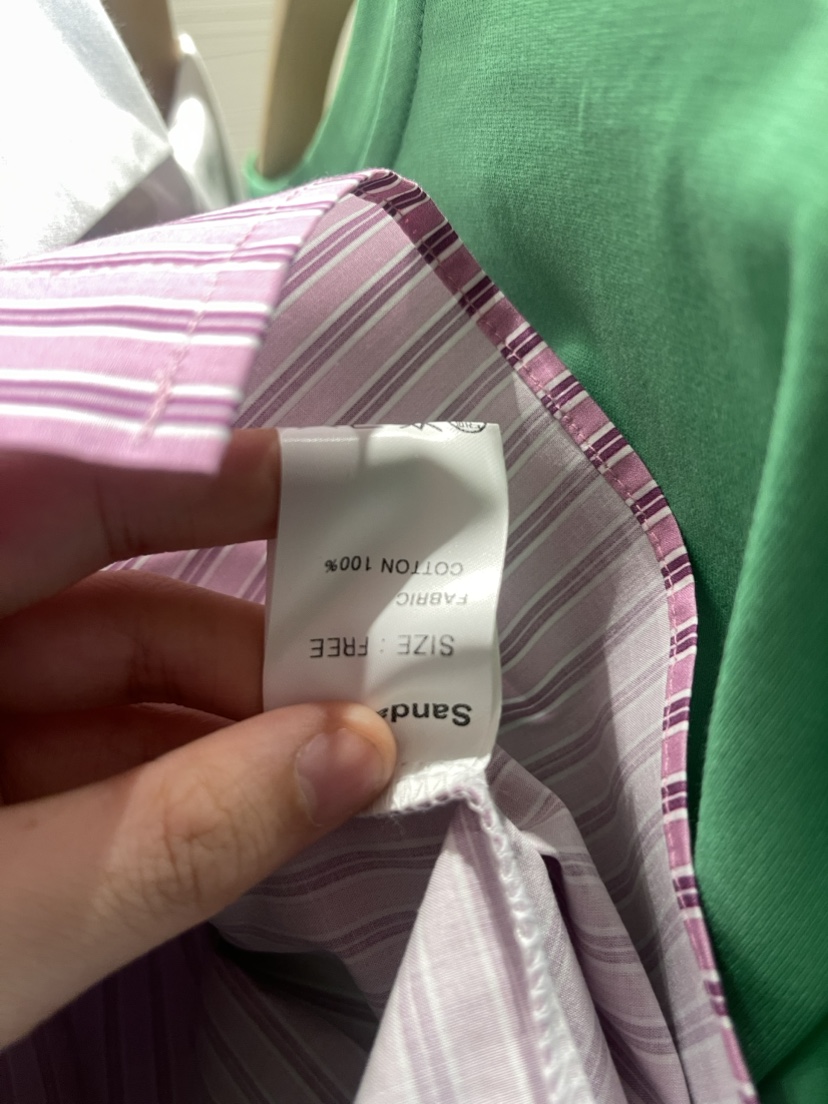 SIZE : FREE
FABRIC
COTTON 100%